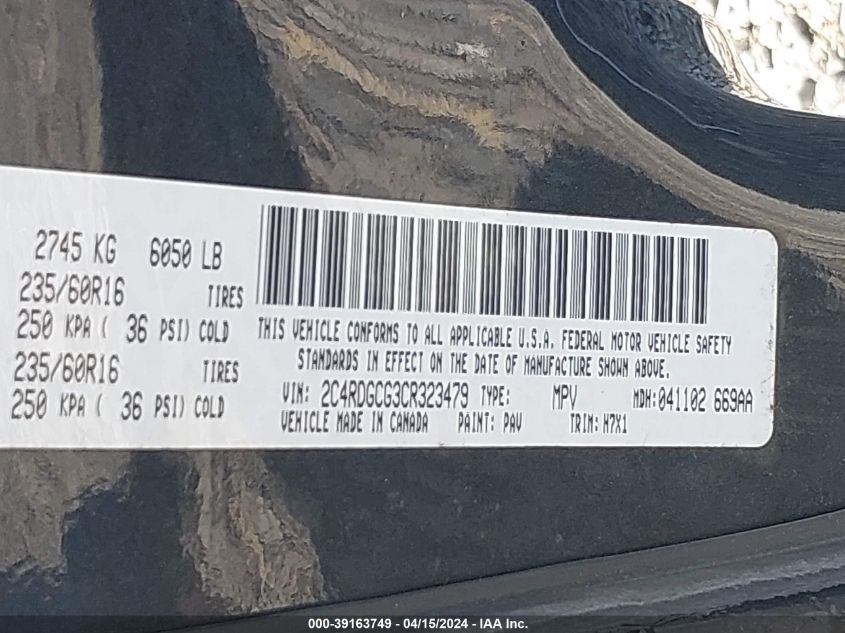 2745 KG 6050 LB
235/60R16 TIRES
250 KPA ( 36 PSI) COLD
235/60R16 TIRES
250 KPA ( 36 PSI) COLD
THIS VEHICLE CONFORMS TO ALL APPLICABLE U.S.A. FEDERAL MOTOR VEHICLE SAFETY
STANDARDS IN EFFECT ON THE DATE OF MANUFACTURE SHOWN ABOVE.
VIN: 2C4RDGCG3CR323479 TYPE: MPV MDH:041102 669AA
VEHICLE MADE IN CANADA PAINT: PAV TRIM: H7X1
000-39163749 - 04/15/2024 - IAA Inc.